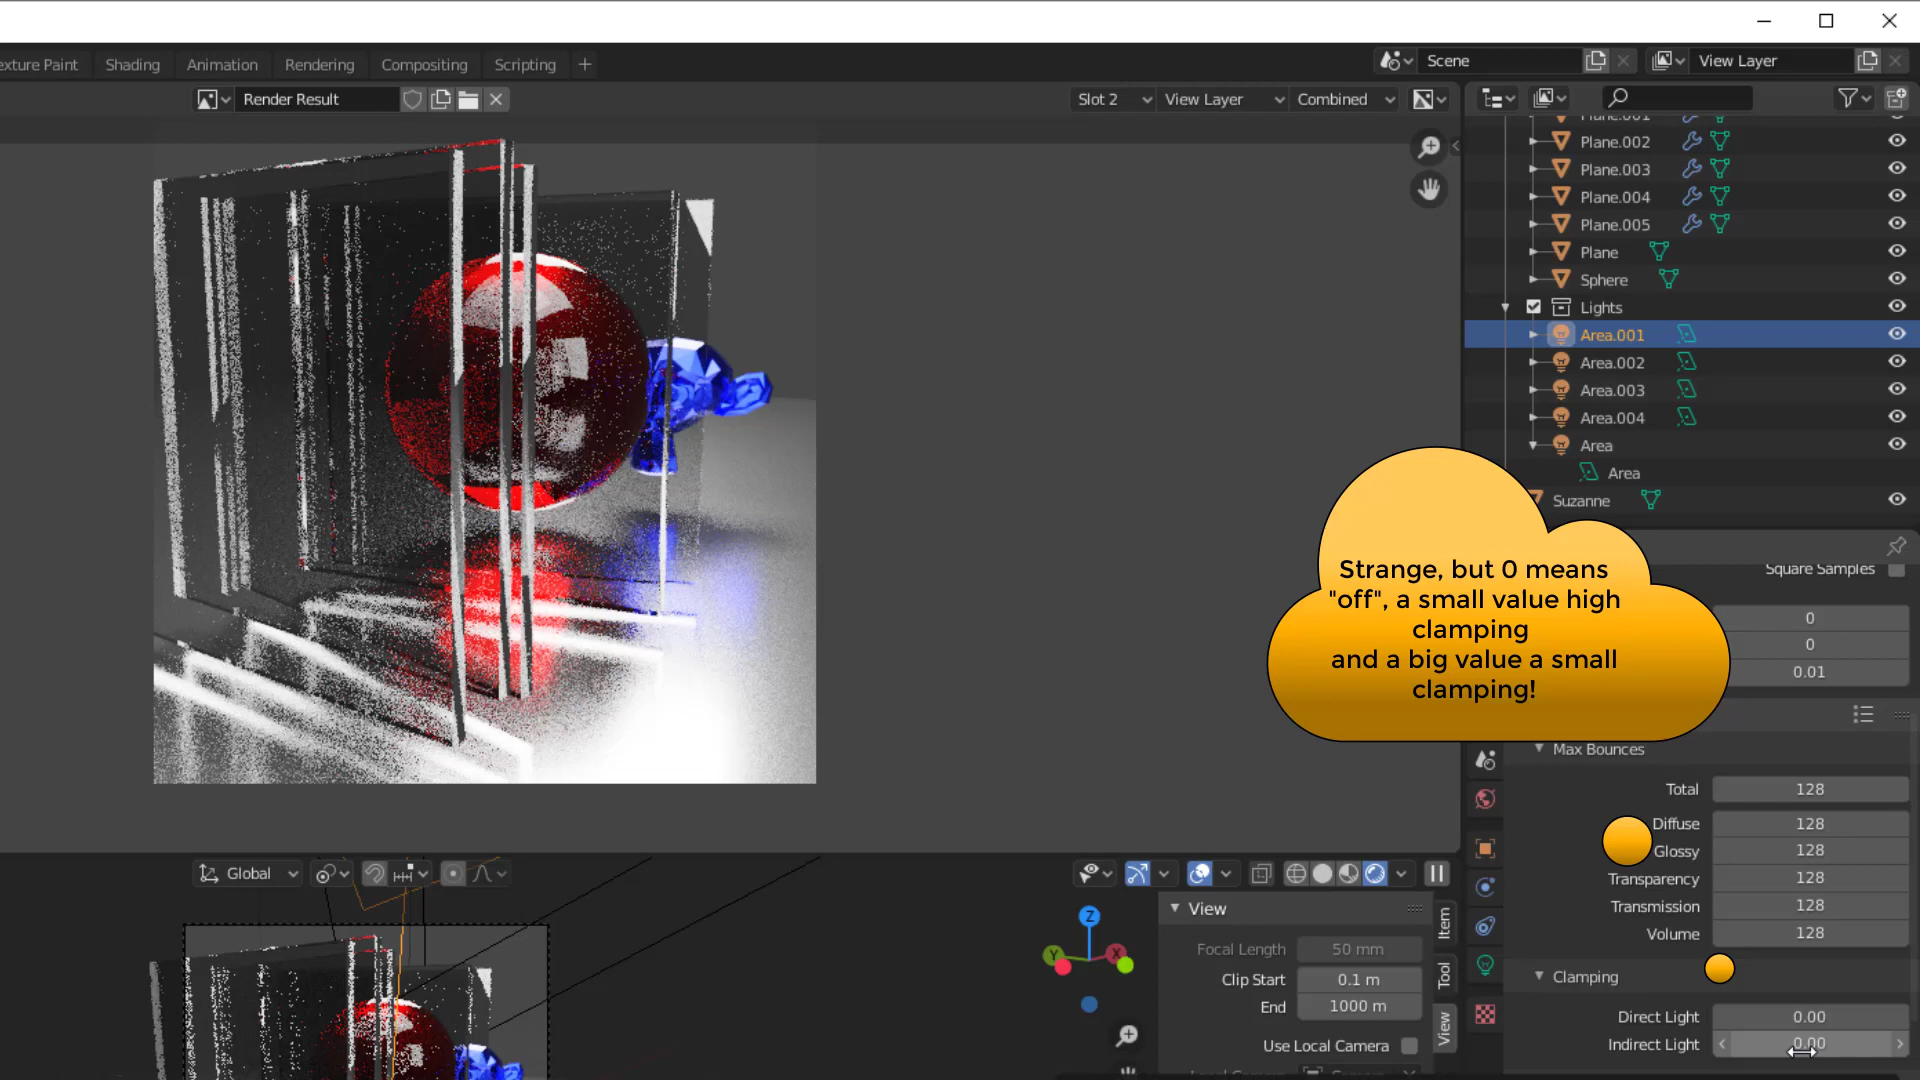 exture Paint
Shading
Animation
Rendering
Compositing
Scripting
+
Scene
View Layer
Render Result
Slot 2
View Layer
Combined
Plane.001
Plane.002
Plane.003
Plane.004
Plane.005
Plane
Sphere
Lights
Area.001
Area.002
Area.003
Area.004
Area
Area
Suzanne
Strange, but 0 means
"off", a small value high
clamping
and a big value a small
clamping!
Square Samples
0
0
0.01
Max Bounces
Total 128
Diffuse 128
Glossy 128
Transparency 128
Transmission 128
Volume 128
Clamping
Direct Light 0.00
Indirect Light 0.00
Global
Z
Y
X
View
Focal Length 50 mm
Clip Start 0.1 m
End 1000 m
Use Local Camera
Item
Tool
View